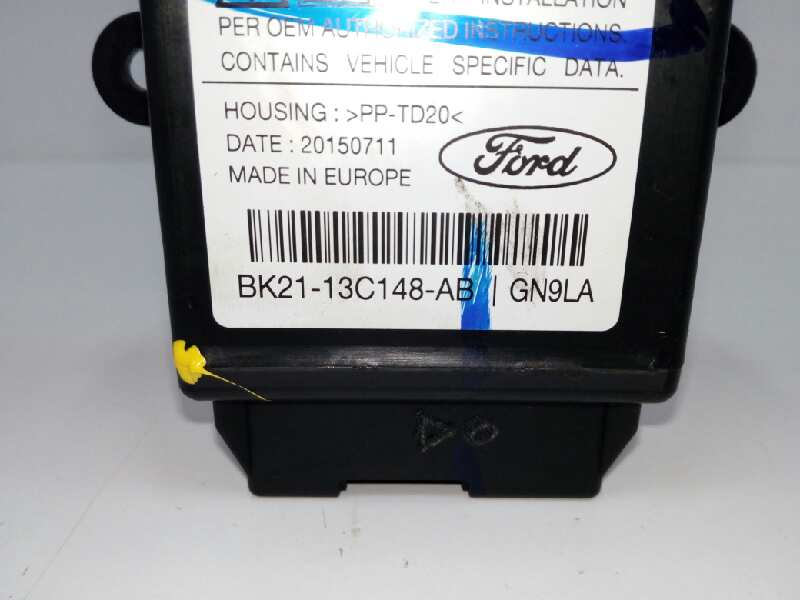 INSTALLATION
PER OEM AUTHORIZED INSTRUCTIONS.
CONTAINS VEHICLE SPECIFIC DATA.
HOUSING : >PP-TD20<
DATE : 20150711
MADE IN EUROPE
Ford
BK21-13C148-AB | GN9LA